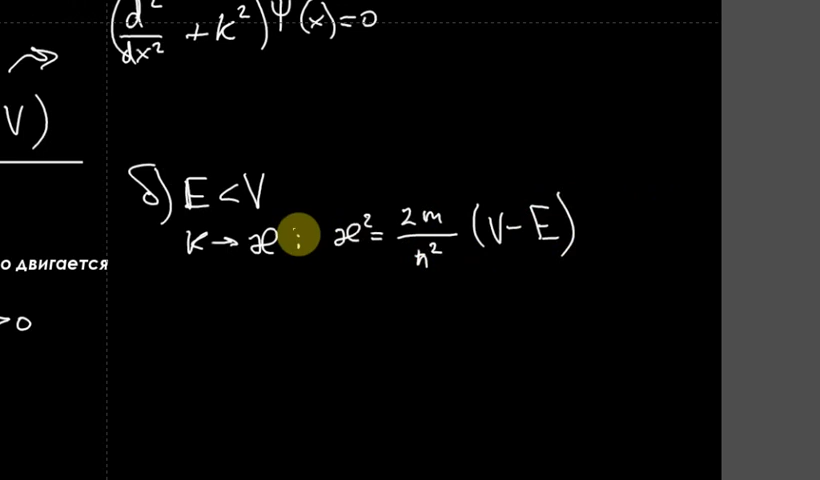 (d²/dx² + k²)Ψ(x)=0
V)
б) E < V
K → æ ; æ² = 2m/ħ² (V-E)
о двигается
> 0